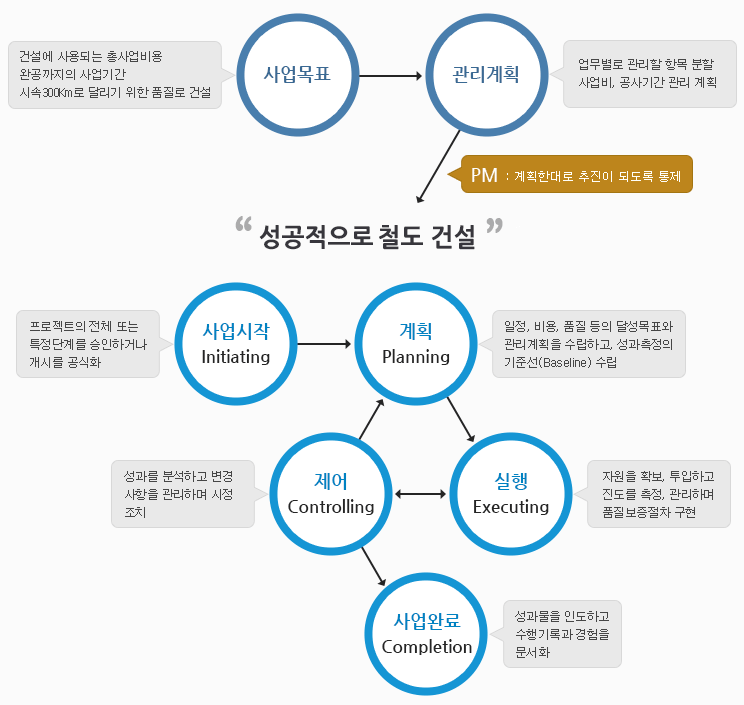 건설에 사용되는 총사업비용
완공까지의 사업기간
시속300Km로 달리기 위한 품질로 건설
사업목표
관리계획
업무별로 관리할 항목 분할
사업비, 공사기간 관리 계획
PM : 계획한대로 추진이 되도록 통제
“ 성공적으로 철도 건설 ”
프로젝트의 전체 또는
특정단계를 승인하거나
개시를 공식화
사업시작
Initiating
계획
Planning
일정, 비용, 품질 등의 달성목표와
관리계획을 수립하고, 성과측정의
기준선(Baseline) 수립
성과를 분석하고 변경
사항을 관리하며 시정
조치
제어
Controlling
실행
Executing
자원을 확보, 투입하고
진도를 측정, 관리하며
품질보증절차 구현
사업완료
Completion
성과물을 인도하고
수행기록과 경험을
문서화